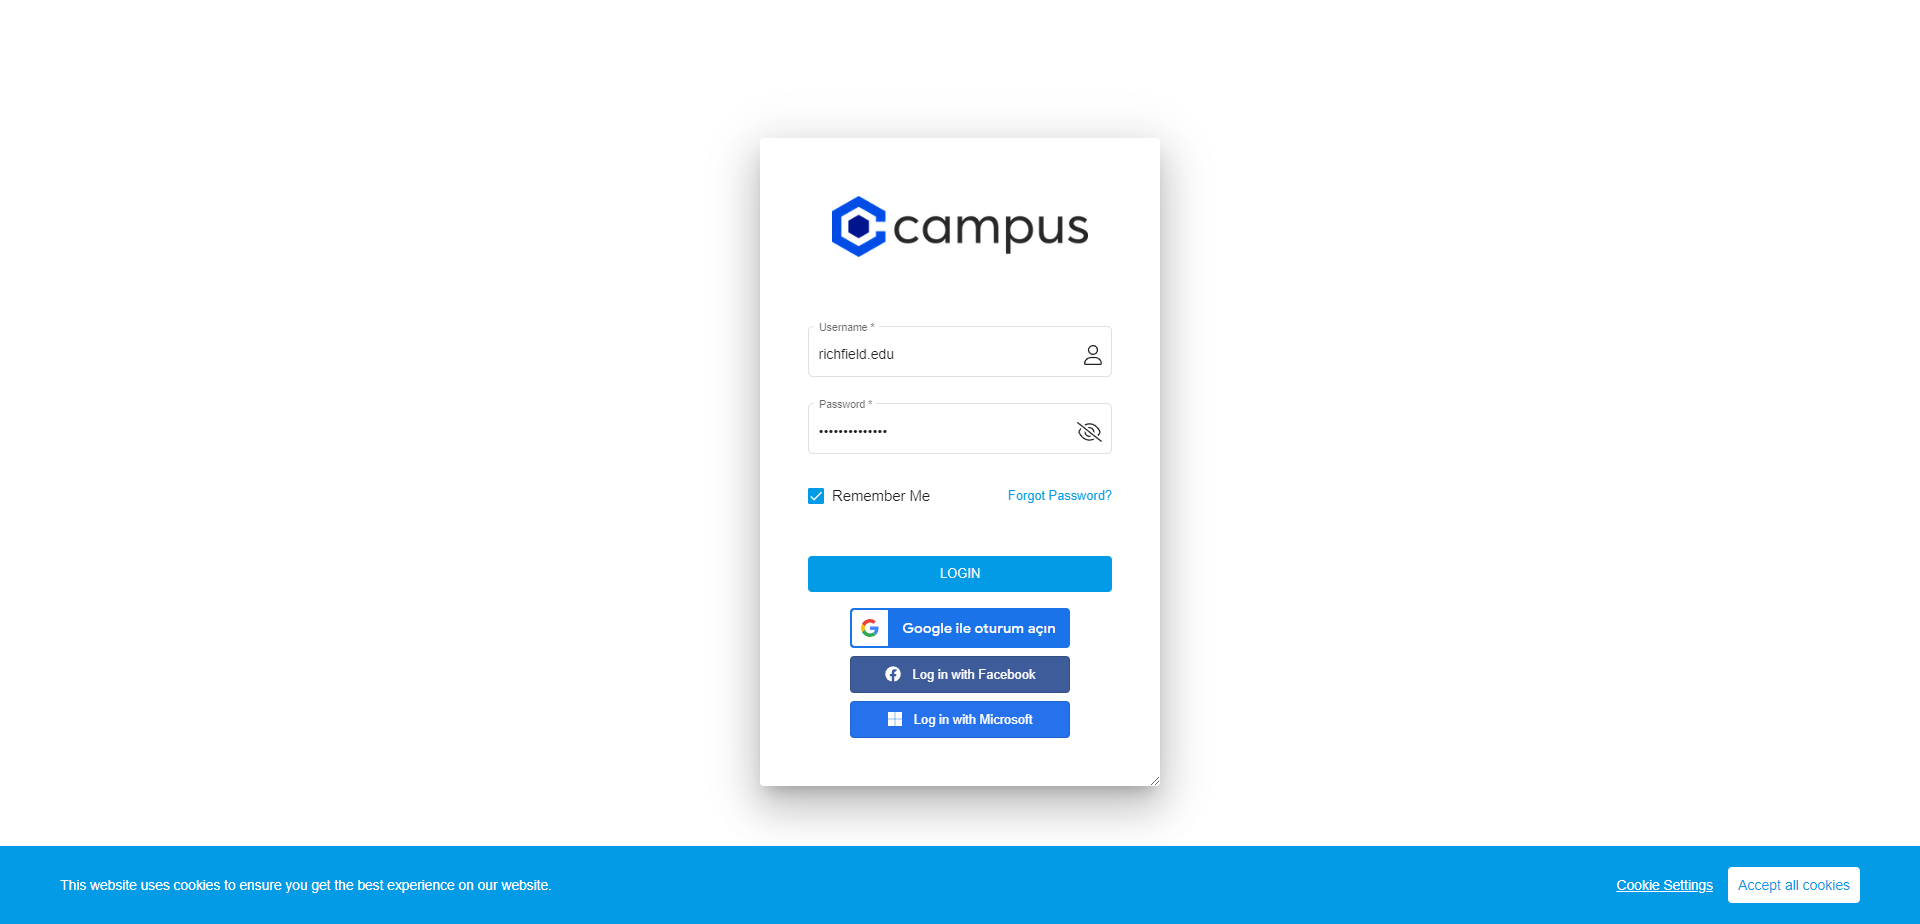 campus
Username *
richfield.edu
Password *
••••••••••••••
Remember Me
Forgot Password?
LOGIN
Google ile oturum açın
Log in with Facebook
Log in with Microsoft
This website uses cookies to ensure you get the best experience on our website.
Cookie Settings
Accept all cookies